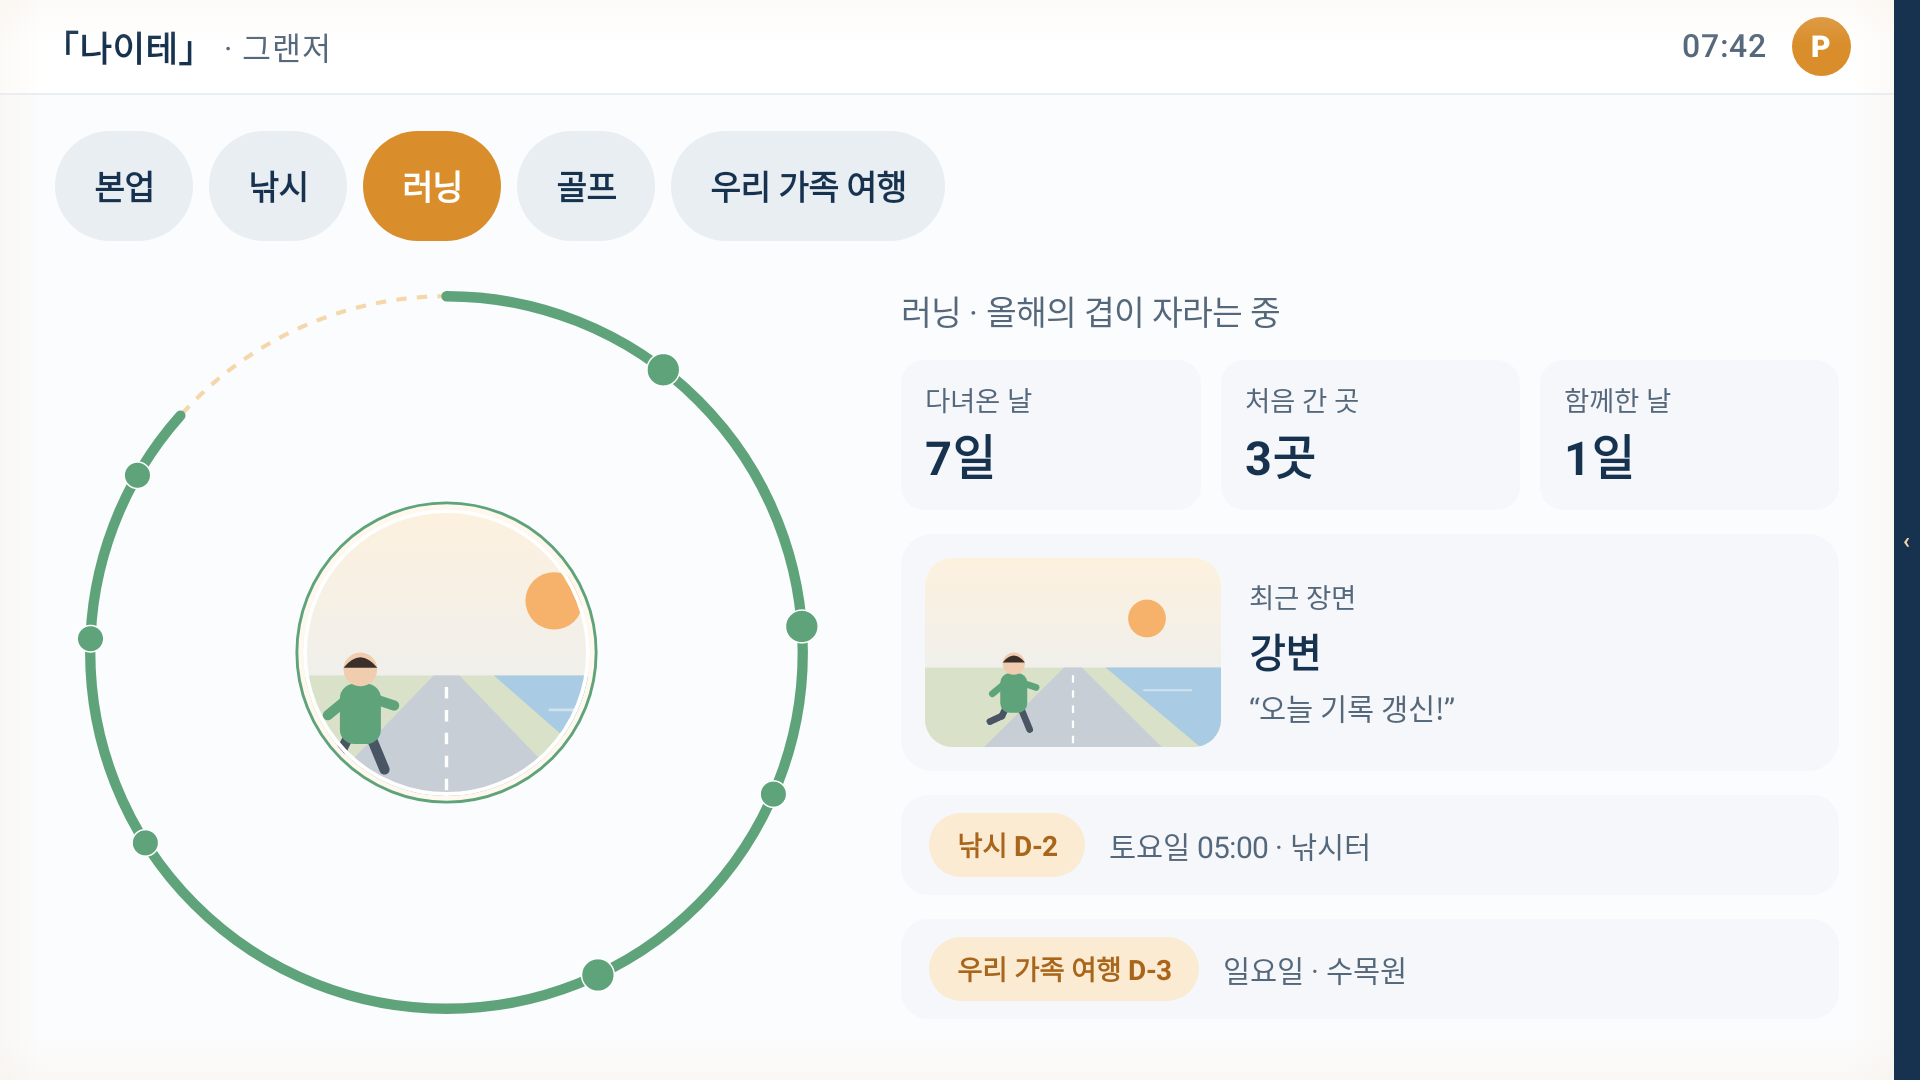 「나이테」 · 그랜저
07:42
P
본업
낚시
러닝
골프
우리 가족 여행
러닝 · 올해의 겹이 자라는 중
다녀온 날
7일
처음 간 곳
3곳
함께한 날
1일
최근 장면
강변
“오늘 기록 갱신!”
낚시 D-2
토요일 05:00 · 낚시터
우리 가족 여행 D-3
일요일 · 수목원